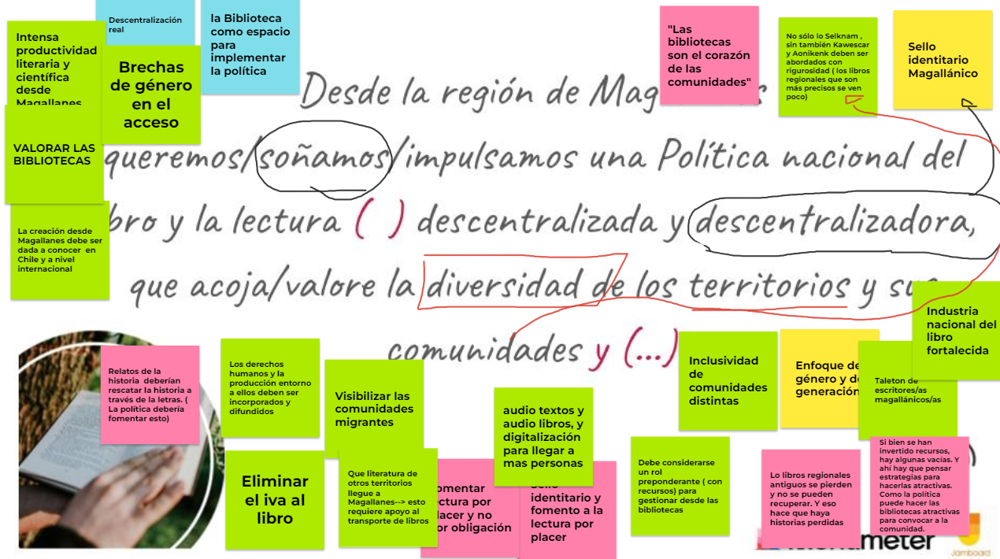 Descentralización
real
la Biblioteca
como espacio
para
implementar
la política
Intensa
productividad
literaria y
científica
desde
Magallanes
Brechas
de género
en el
acceso
"Las
bibliotecas
son el corazón
de las
comunidades"
No sólo lo Selknam ,
sin también Kawescar
y Aonikenk deben ser
abordados con
rigurosidad ( los libros
regionales que son
más precisos se ven
poco)
Sello
identitario
Magallánico
VALORAR LAS
BIBLIOTECAS
La creación desde
Magallanes debe ser
dada a conocer en
Chile y a nivel
internacional
Desde la región de Mag
queremos/soñamos/impulsamos una Política nacional del
bro y la lectura ( ) descentralizada y descentralizadora,
que acoja/valore la diversidad de los territorios y sus
comunidades y (...)
Industria
nacional del
libro
fortalecida
Relatos de la
historia deberían
rescatar la historia a
través de la letras. (
La política debería
fomentar esto)
Los derechos
humanos y la
producción entorno
a ellos deben ser
incorporados y
difundidos
Visibilizar las
comunidades
migrantes
audio textos y
audio libros, y
digitalización
para llegar a
mas personas
Inclusividad
de
comunidades
distintas
Enfoque de
género y de
generación
Taleton de
escritores/as
magallánicos/as
Eliminar
el iva al
libro
Que literatura de
otros territorios
llegue a
Magallanes--> esto
requiere apoyo al
transporte de libros
omentar
ectura por
lacer y no
or obligación
Sello
identitario y
fomento a la
lectura por
placer
Debe considerarse
un rol
preponderante ( con
recursos) para
gestionar desde las
bibliotecas
Lo libros regionales
antiguos se pierden
y no se pueden
recuperar. Y eso
hace que haya
historias perdidas
Si bien se han
invertido recursos,
hay algunas vacías. Y
ahí hay que pensar
estrategias para
hacerlas atractivas.
Como la política
puede hacer las
bibliotecas atractivas
para convocar a la
comunidad.
Mentimeter
Jamboard